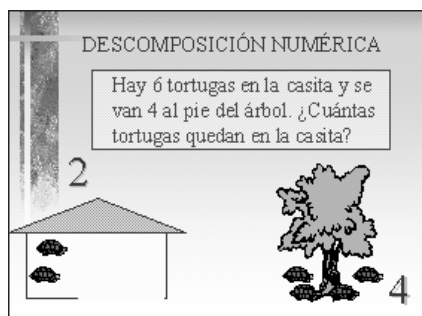 DESCOMPOSICIÓN NUMÉRICA
Hay 6 tortugas en la casita y se
van 4 al pie del árbol. ¿Cuántas
tortugas quedan en la casita?
2
4